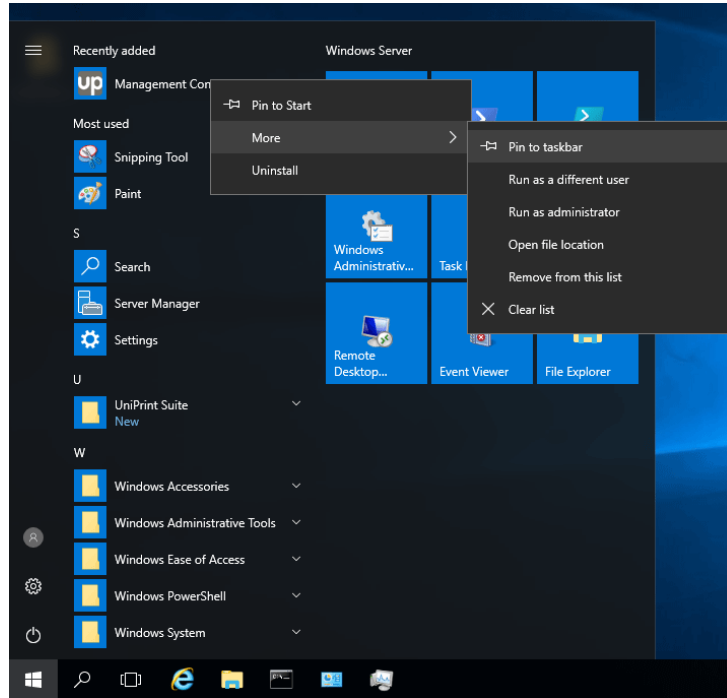 Recently added
Windows Server
up
Management Con
Pin to Start
More
Uninstall
Pin to taskbar
Run as a different user
Run as administrator
Open file location
Remove from this list
Clear list
Most used
Snipping Tool
Paint
S
Search
Server Manager
Settings
Windows
Administrativ...
Task
Remote
Desktop...
Event Viewer
File Explorer
U
UniPrint Suite
New
W
Windows Accessories
Windows Administrative Tools
Windows Ease of Access
Windows PowerShell
Windows System